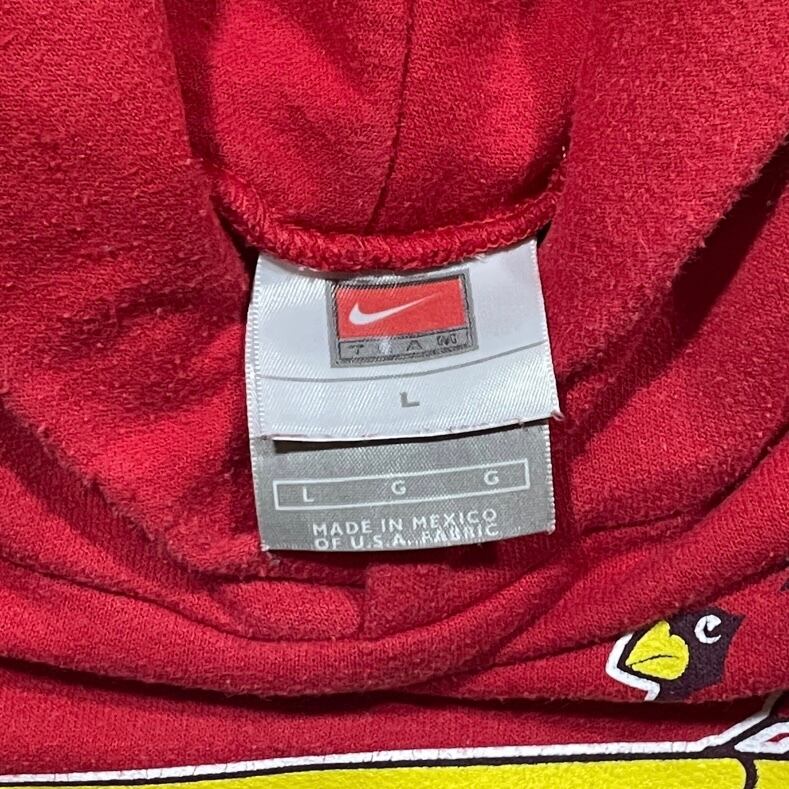 TEAM
L
L G G
MADE IN MEXICO
OF U.S.A. FABRIC